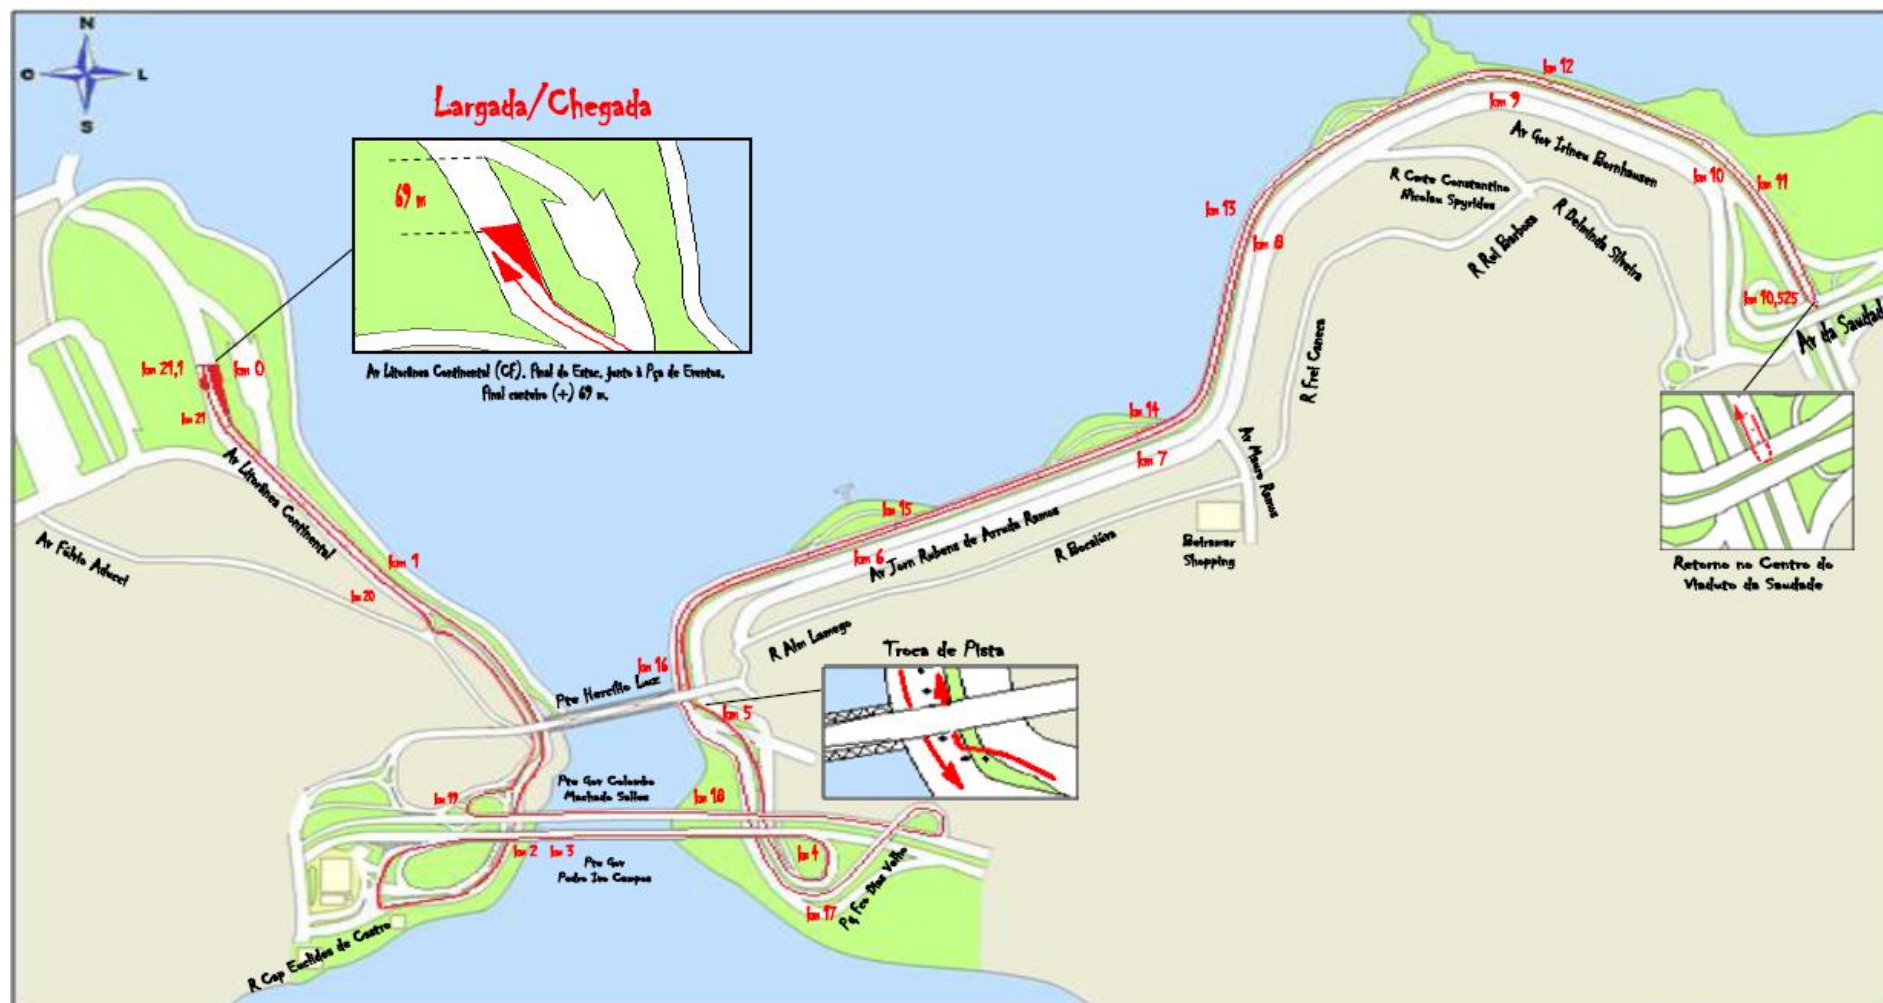 N
O
L
S
Largada/Chegada
69 m
Av Litorânea Continental (CF). Final do Estac. junto à Pça de Eventos.
Final canteiro (+) 69 m.
km 21,1
km 0
km 21
Av Litorânea Continental
Av Fúlvio Aducci
km 1
km 20
Pte Hercílio Luz
km 16
km 5
km 19
Pte Gov Colombo
Machado Salles
km 18
km 2
km 3
Pte Gov
Pedro Ivo Campos
km 4
km 17
Pq Fco Dias Velho
R Cap Euclides de Castro
R Alm Lamego
Troca de Pista
km 15
km 6
Av Jorn Rubens de Arruda Ramos
R Bocaiúva
km 14
km 7
Av Mauro Ramos
Beiramar
Shopping
km 13
km 8
R Frei Caneca
km 12
km 9
Av Gov Irineu Bornhausen
R Conte Constantino
Nicolau Spyrides
R Rui Barbosa
R Delminda Silveira
km 10
km 11
km 10,525
Av da Saudade
Retorno no Centro do
Viaduto da Saudade